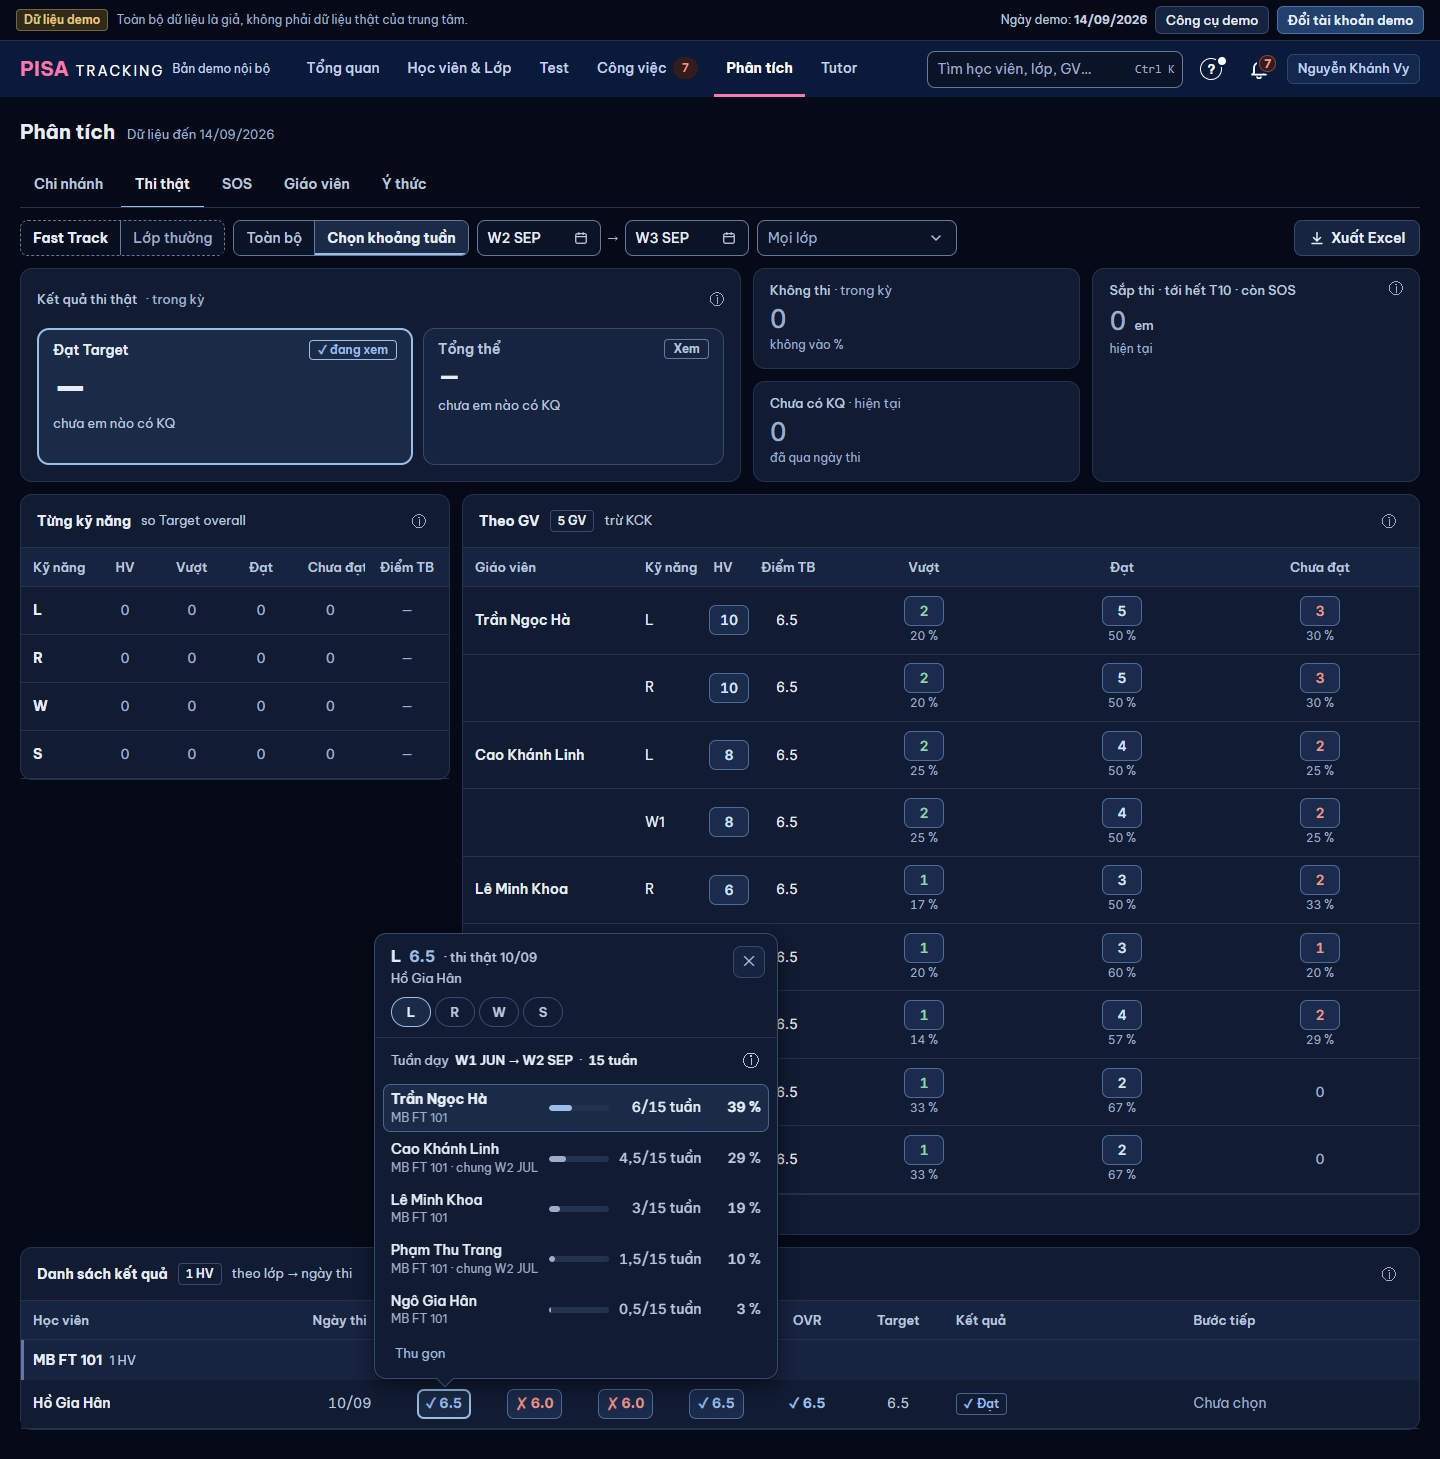 Dữ liệu demo Toàn bộ dữ liệu là giả, không phải dữ liệu thật của trung tâm. Ngày demo: 14/09/2026 Công cụ demo Đổi tài khoản demo
PISA TRACKING Bản demo nội bộ Tổng quan Học viên & Lớp Test Công việc 7 Phân tích Tutor Tìm học viên, lớp, GV... Ctrl K ? 7 Nguyễn Khánh Vy
Phân tích Dữ liệu đến 14/09/2026
Chi nhánh Thi thật SOS Giáo viên Ý thức
Fast Track Lớp thường Toàn bộ Chọn khoảng tuần W2 SEP → W3 SEP Mọi lớp Xuất Excel
Kết quả thi thật · trong kỳ
Đạt Target ✓ đang xem
—
chưa em nào có KQ
Tổng thể Xem
—
chưa em nào có KQ
Không thi · trong kỳ
0
không vào %
Chưa có KQ · hiện tại
0
đã qua ngày thi
Sắp thi · tới hết T10 · còn SOS
0 em
hiện tại
Từng kỹ năng so Target overall
Kỹ năng HV Vượt Đạt Chưa đạt Điểm TB
L 0 0 0 0 —
R 0 0 0 0 —
W 0 0 0 0 —
S 0 0 0 0 —
Theo GV 5 GV trừ KCK
Giáo viên Kỹ năng HV Điểm TB Vượt Đạt Chưa đạt
Trần Ngọc Hà L 10 6.5 2 5 3
20 % 50 % 30 %
R 10 6.5 2 5 3
20 % 50 % 30 %
Cao Khánh Linh L 8 6.5 2 4 2
25 % 50 % 25 %
W1 8 6.5 2 4 2
25 % 50 % 25 %
Lê Minh Khoa R 6 6.5 1 3 2
17 % 50 % 33 %
6.5 1 3 1
20 % 60 % 20 %
6.5 1 4 2
14 % 57 % 29 %
6.5 1 2 0
33 % 67 %
6.5 1 2 0
33 % 67 %
L 6.5 · thi thật 10/09
Hồ Gia Hân
L R W S
Tuần dạy W1 JUN → W2 SEP · 15 tuần
Trần Ngọc Hà 6/15 tuần 39 %
MB FT 101
Cao Khánh Linh 4,5/15 tuần 29 %
MB FT 101 · chung W2 JUL
Lê Minh Khoa 3/15 tuần 19 %
MB FT 101
Phạm Thu Trang 1,5/15 tuần 10 %
MB FT 101 · chung W2 JUL
Ngô Gia Hân 0,5/15 tuần 3 %
MB FT 101
Thu gọn
Danh sách kết quả 1 HV theo lớp → ngày thi
Học viên Ngày thi OVR Target Kết quả Bước tiếp
MB FT 101 1 HV
Hồ Gia Hân 10/09 ✓ 6.5 ✗ 6.0 ✗ 6.0 ✓ 6.5 ✓ 6.5 6.5 ✓ Đạt Chưa chọn